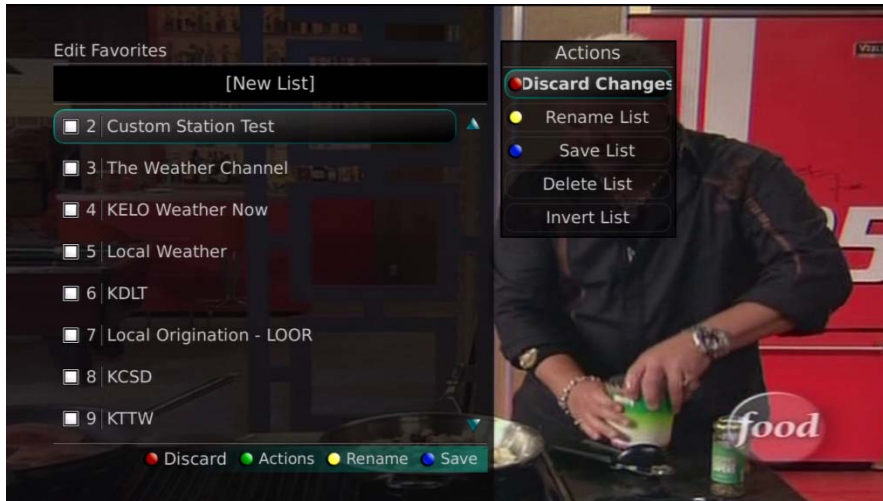 Edit Favorites
[New List]
2 Custom Station Test
3 The Weather Channel
4 KELO Weather Now
5 Local Weather
6 KDLT
7 Local Origination - LOOR
8 KCSD
9 KTTW
Discard Actions Rename Save
Actions
Discard Changes
Rename List
Save List
Delete List
Invert List
food